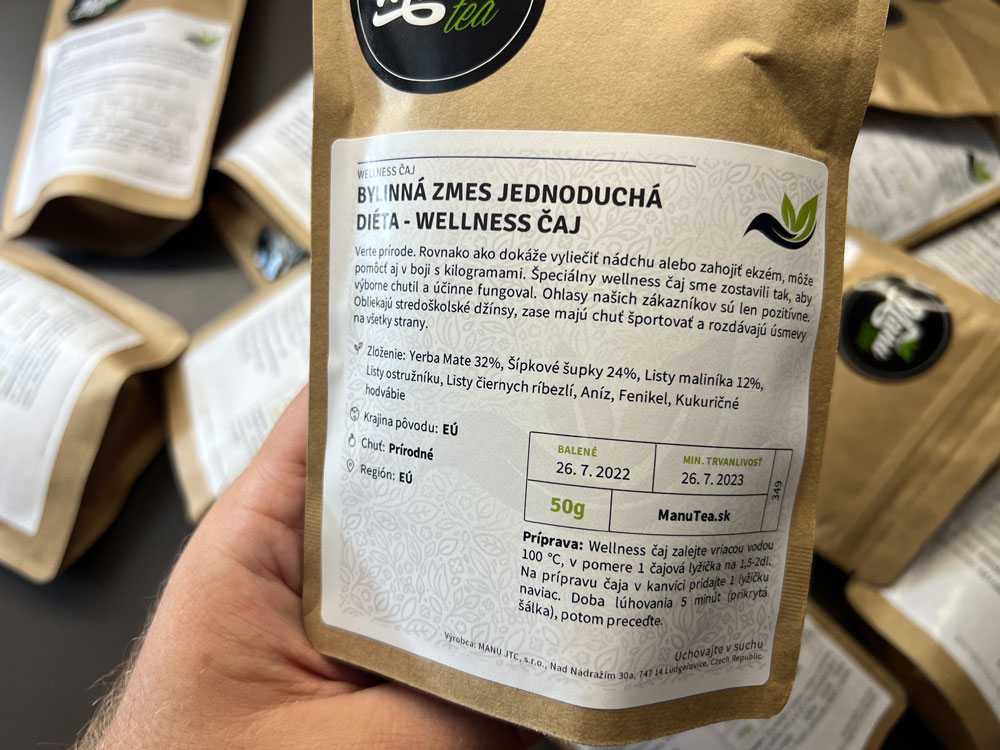 tea
WELLNESS ČAJ
BYLINNÁ ZMES JEDNODUCHÁ
DIÉTA - WELLNESS ČAJ
Verte prírode. Rovnako ako dokáže vyliečiť nádchu alebo zahojiť ekzém, môže
pomôcť aj v boji s kilogramami. Špeciálny wellness čaj sme zostavili tak, aby
výborne chutil a účinne fungoval. Ohlasy našich zákazníkov sú len pozitívne.
Obliekajú stredoškolské džínsy, zase majú chuť športovať a rozdávajú úsmevy
na všetky strany.
Zloženie: Yerba Mate 32%, Šípkové šupky 24%, Listy maliníka 12%,
Listy ostružníku, Listy čiernych ríbezlí, Aníz, Fenikel, Kukuričné
hodvábie
Krajina pôvodu: EÚ
Chuť: Prírodné
Región: EÚ
BALENÉ
26. 7. 2022
MIN. TRVANLIVOSŤ
26. 7. 2023
349
50g
ManuTea.sk
Príprava: Wellness čaj zalejte vriacou vodou
100 °C, v pomere 1 čajová lyžička na 1,5-2dl.
Na prípravu čaja v kanvici pridajte 1 lyžičku
naviac. Doba lúhovania 5 minút (prikrytá
šálka), potom preceďte.
Uchovajte v suchu
Výrobca: MANU JTC, s.r.o., Nad Nádražím 30a, 747 14 Ludgeřovice, Czech Republic